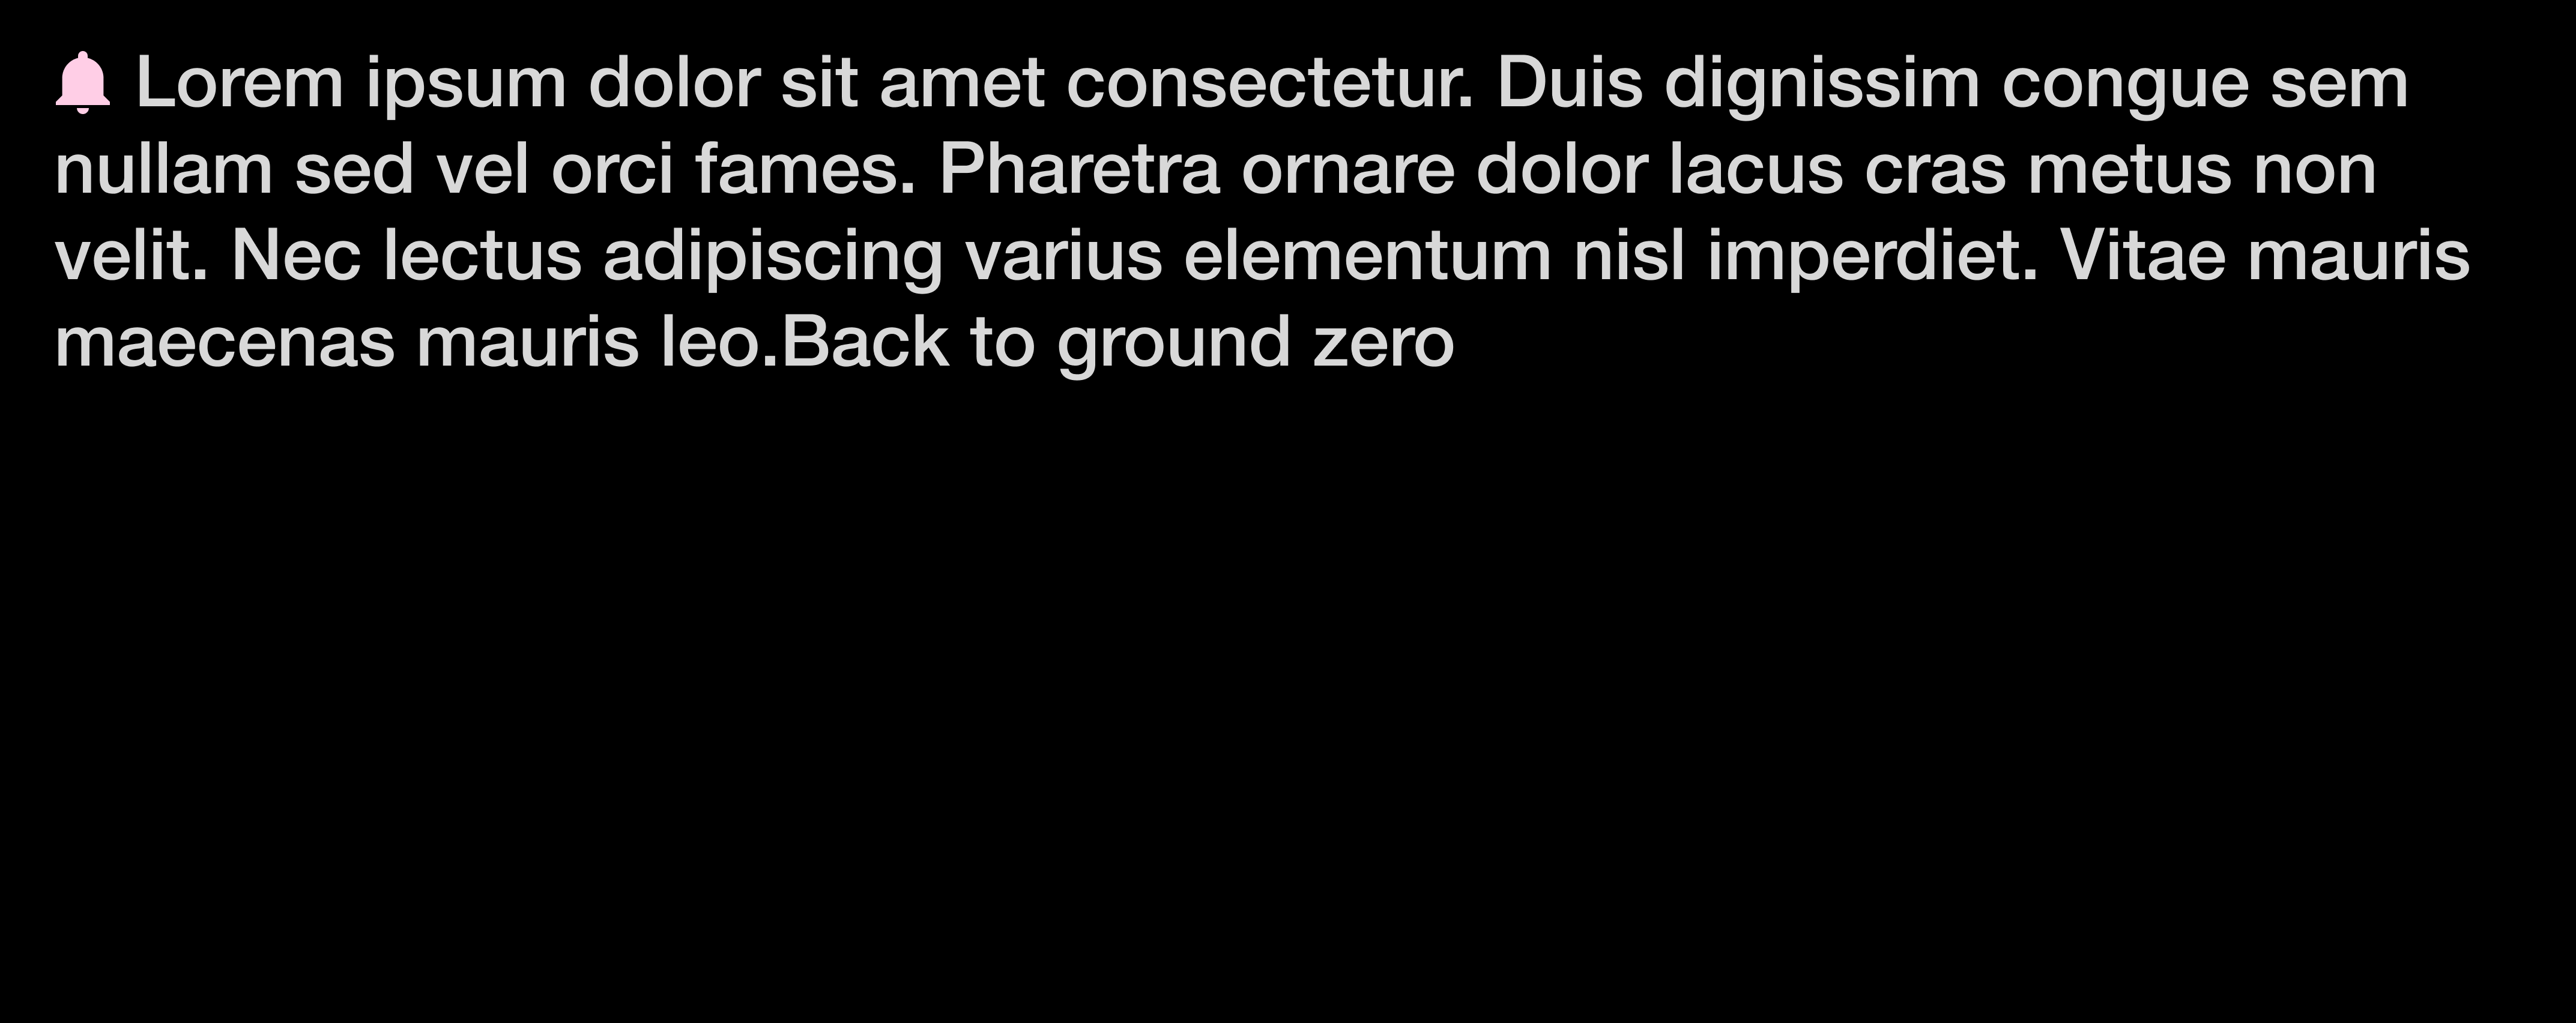 Lorem ipsum dolor sit amet consectetur. Duis dignissim congue sem
nullam sed vel orci fames. Pharetra ornare dolor lacus cras metus non
velit. Nec lectus adipiscing varius elementum nisl imperdiet. Vitae mauris
maecenas mauris leo.Back to ground zero